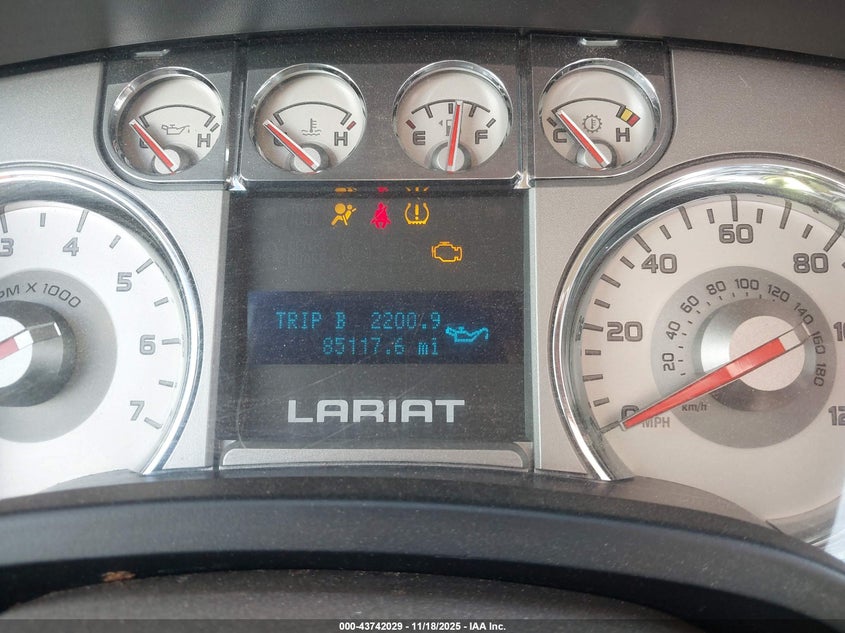 H
C H
E F
C H
3 4 5 6 7
PM X 1000
TRIP B 2200.9
85117.6 mi
LARIAT
0 20 40 60 80
20 40 60 80 100 120 140 160 180
km/h
MPH
000-43742029 - 11/18/2025 - IAA Inc.